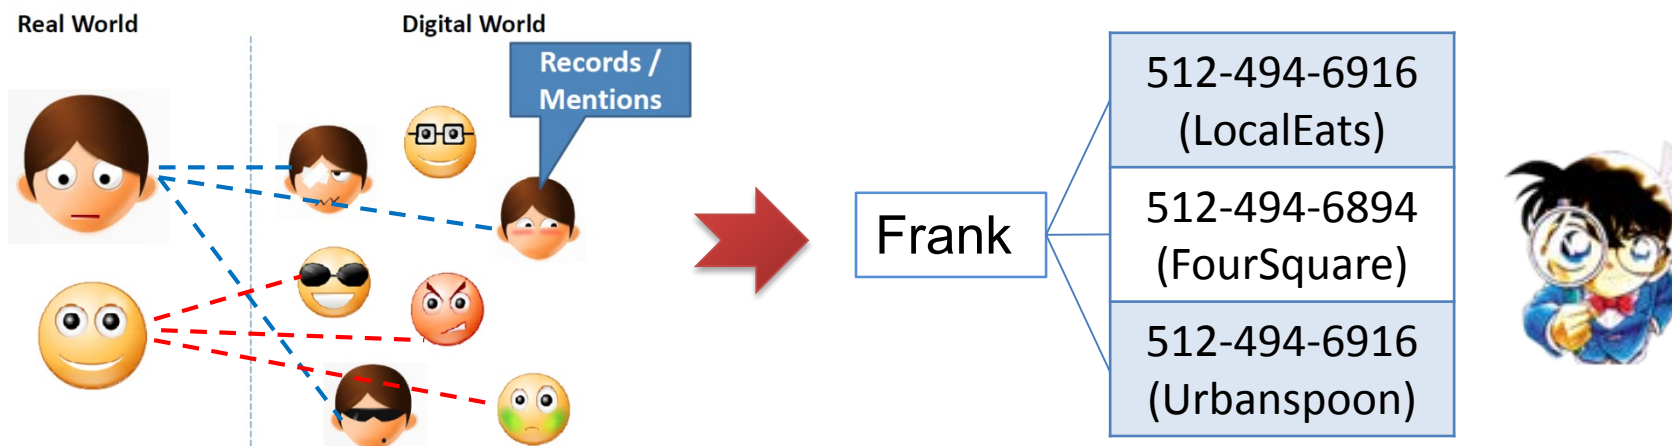 Real World
Digital World
Records /
Mentions
Frank
512-494-6916
(LocalEats)
512-494-6894
(FourSquare)
512-494-6916
(Urbanspoon)